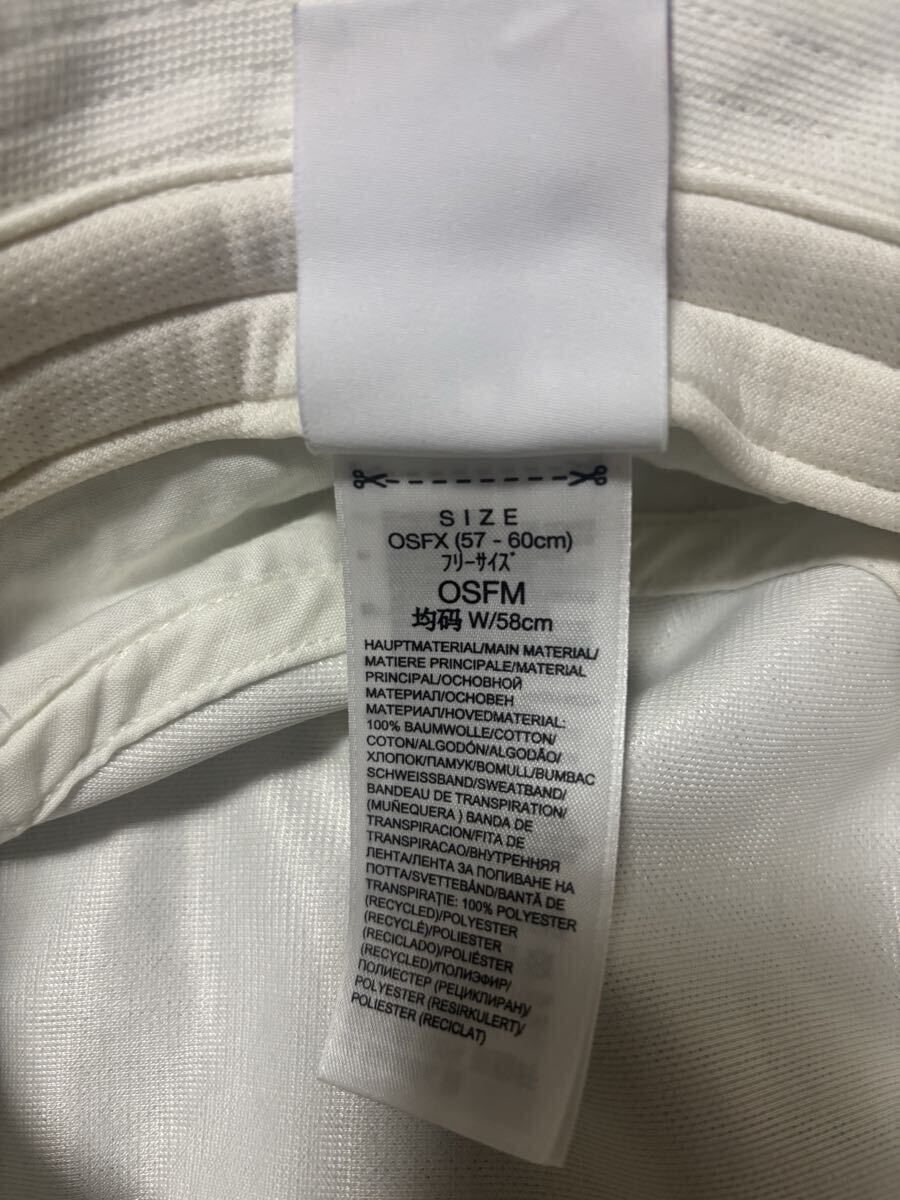 SIZE
OSFX (57 - 60cm)
ﾌﾘｰｻｲｽﾞ
OSFM
均码 W/58cm
HAUPTMATERIAL/MAIN MATERIAL/
MATIERE PRINCIPALE/MATERIAL
PRINCIPAL/ОСНОВНОЙ
МАТЕРИАЛ/ОСНОВЕН
МАТЕРИАЛ/HOVEDMATERIAL:
100% BAUMWOLLE/COTTON/
COTON/ALGODÓN/ALGODÃO/
ХЛОПОК/ПАМУК/BOMULL/BUMBAC
SCHWEISSBAND/SWEATBAND/
BANDEAU DE TRANSPIRATION/
(MUÑEQUERA ) BANDA DE
TRANSPIRACION/FITA DE
TRANSPIRACAO/ВНУТРЕННЯЯ
ЛЕНТА/ЛЕНТА ЗА ПОПИВАНЕ НА
ПОТТА/SVETTEBÅND/BANTĂ DE
TRANSPIRAŢIE: 100% POLYESTER
(RECYCLED)/POLYESTER
(RECYCLÉ)/POLIESTER
(RECICLADO)/POLIÉSTER
(RECYCLED)/ПОЛИЭФИР/
ПОЛИЕСТЕР (РЕЦИКЛИРАН)/
POLYESTER (RESIRKULERT)/
POLIESTER (RECICLAT)